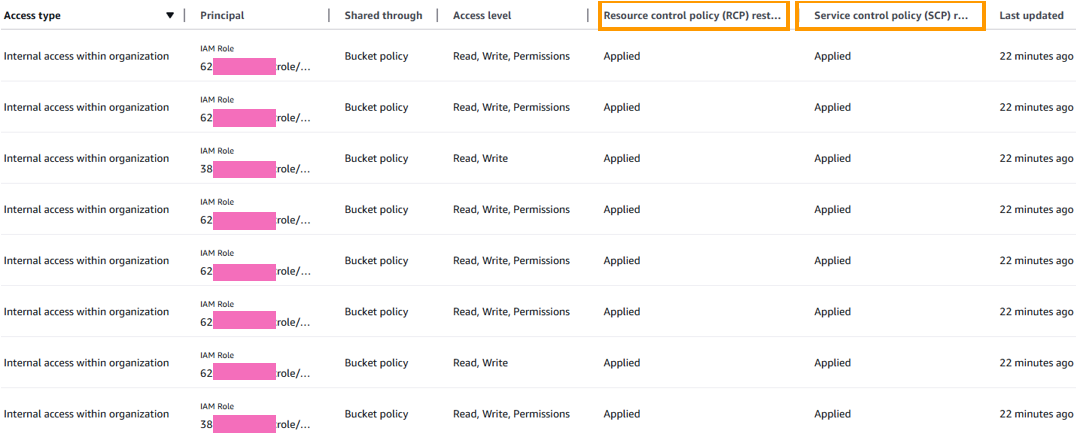 Access type Principal Shared through Access level Resource control policy (RCP) rest... Service control policy (SCP) r... Last updated
IAM Role
Internal access within organization Bucket policy Read, Write, Permissions Applied Applied 22 minutes ago
62 role/...
IAM Role
Internal access within organization Bucket policy Read, Write, Permissions Applied Applied 22 minutes ago
62 role/...
IAM Role
Internal access within organization Bucket policy Read, Write Applied Applied 22 minutes ago
38 role/...
IAM Role
Internal access within organization Bucket policy Read, Write, Permissions Applied Applied 22 minutes ago
62 role/...
IAM Role
Internal access within organization Bucket policy Read, Write, Permissions Applied Applied 22 minutes ago
62 role/...
IAM Role
Internal access within organization Bucket policy Read, Write, Permissions Applied Applied 22 minutes ago
62 role/...
IAM Role
Internal access within organization Bucket policy Read, Write Applied Applied 22 minutes ago
62 role/...
IAM Role
Internal access within organization Bucket policy Read, Write, Permissions Applied Applied 22 minutes ago
38 role/...